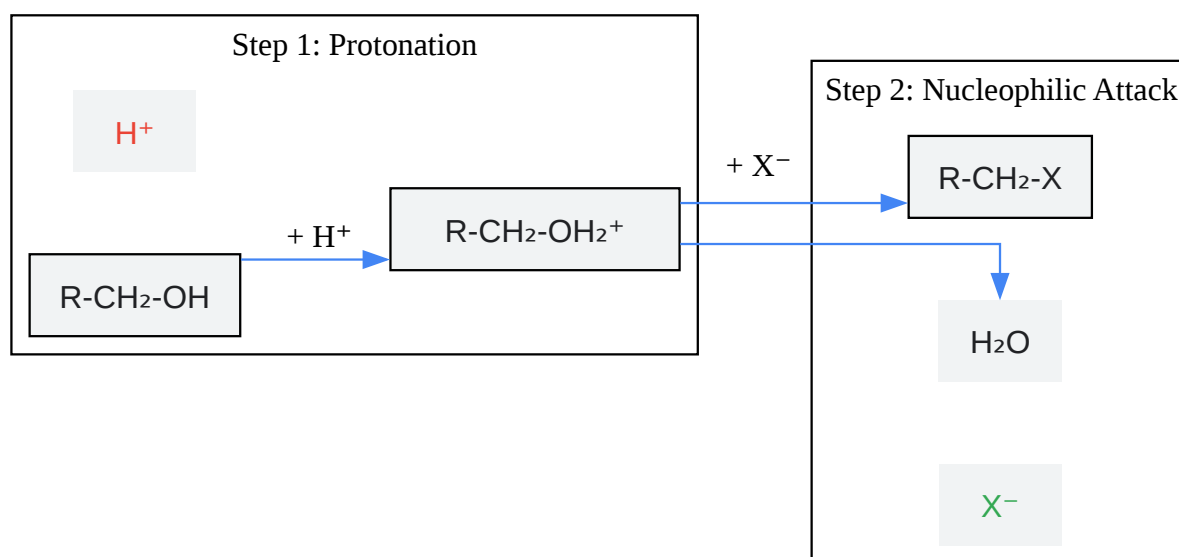 Step 1: Protonation
H⁺
+ H⁺
R-CH₂-OH
R-CH₂-OH₂⁺
+ X⁻
Step 2: Nucleophilic Attack
R-CH₂-X
H₂O
X⁻